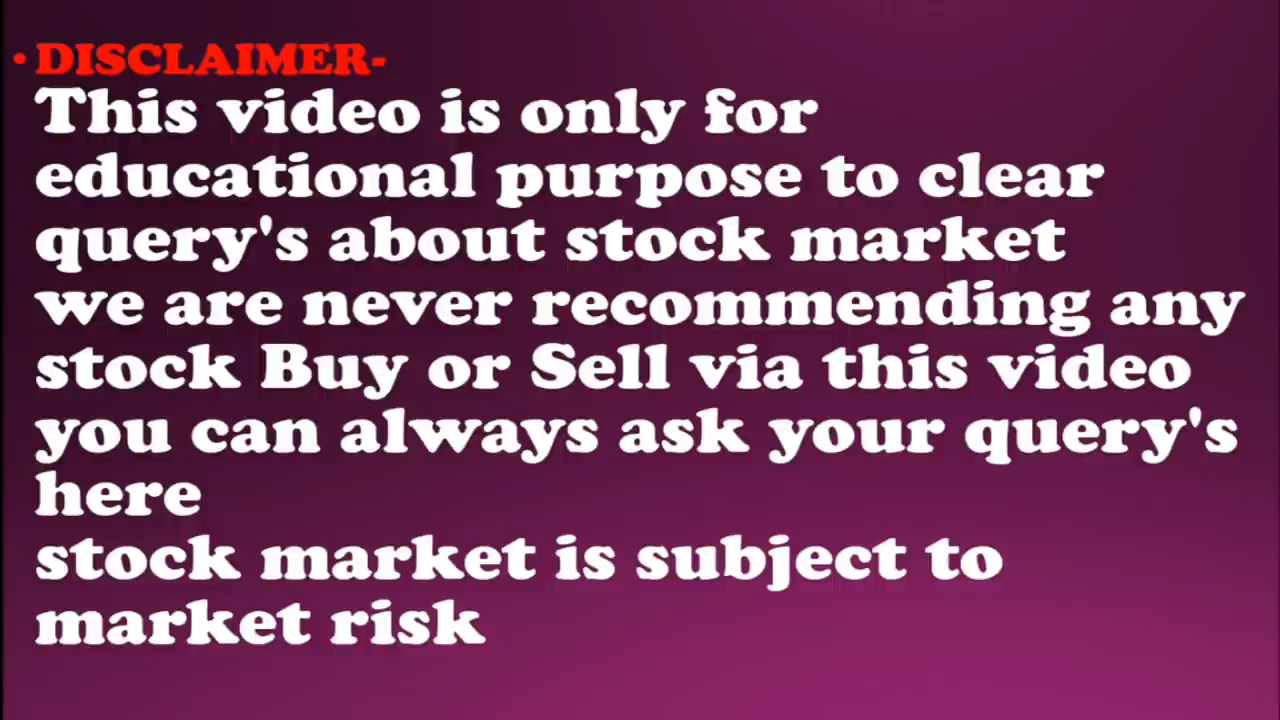 • DISCLAIMER-
This video is only for
educational purpose to clear
query's about stock market
we are never recommending any
stock Buy or Sell via this video
you can always ask your query's
here
stock market is subject to
market risk